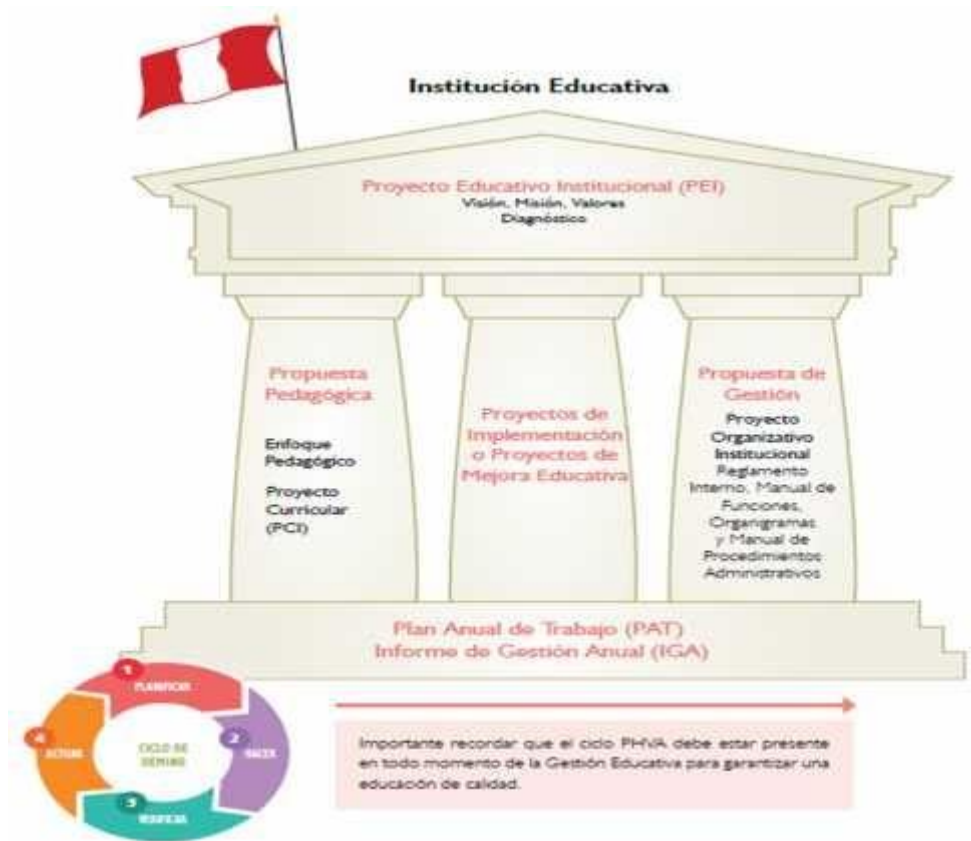 Institución Educativa
Proyecto Educativo Institucional (PEI)
Visión, Misión, Valores
Diagnóstico
Propuesta
Pedagógica
Enfoque
Pedagógico
Proyecto
Curricular
(PCI)
Proyectos de
Implementación
o Proyectos de
Mejora Educativa
Propuesta de
Gestión
Proyecto
Organizativo
Institucional
Reglamento
Interno, Manual de
Funciones,
Organigramas
y Manual de
Procedimientos
Administrativos
Plan Anual de Trabajo (PAT)
Informe de Gestión Anual (IGA)
1
PLANIFICAR
2
HACER
3
VERIFICAR
4
ACTUAR
CICLO DE
DEMING
Importante recordar que el ciclo PHVA debe estar presente
en todo momento de la Gestión Educativa para garantizar una
educación de calidad.